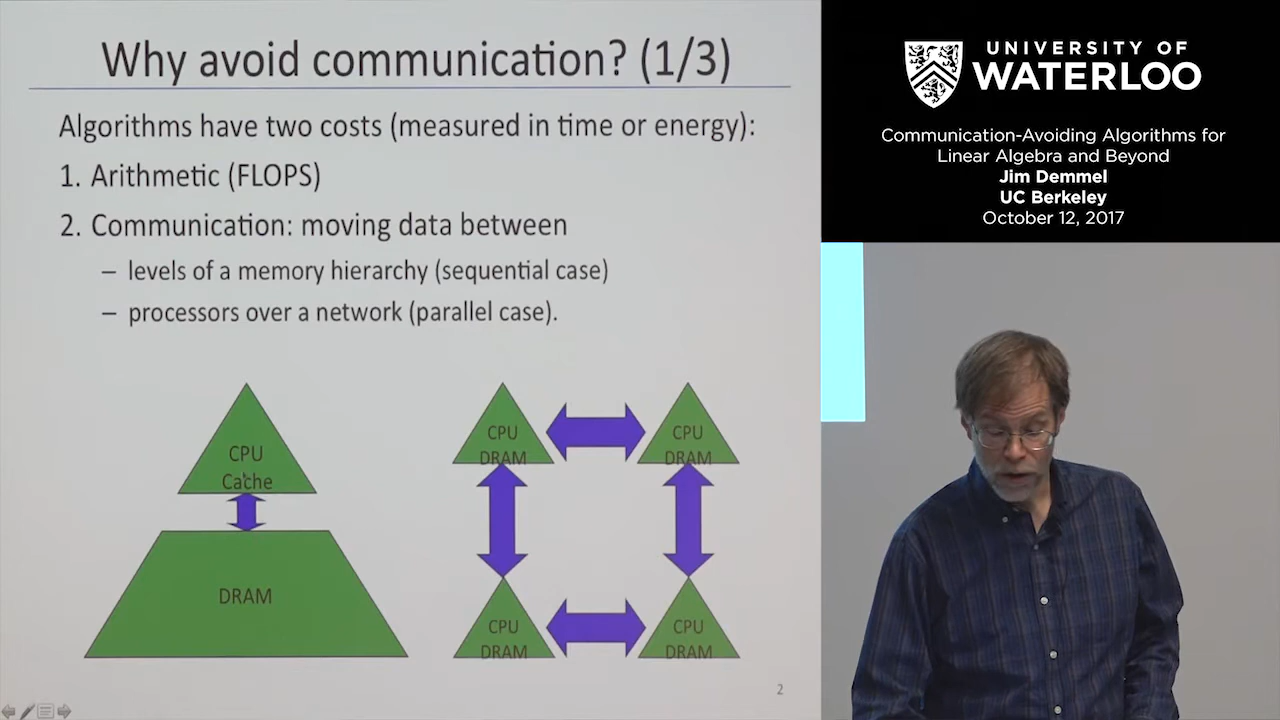 Why avoid communication? (1/3)
Algorithms have two costs (measured in time or energy):
1. Arithmetic (FLOPS)
2. Communication: moving data between
– levels of a memory hierarchy (sequential case)
– processors over a network (parallel case).
CPU
Cache
DRAM
CPU
DRAM
CPU
DRAM
CPU
DRAM
CPU
DRAM
2
UNIVERSITY OF
WATERLOO
Communication-Avoiding Algorithms for
Linear Algebra and Beyond
Jim Demmel
UC Berkeley
October 12, 2017